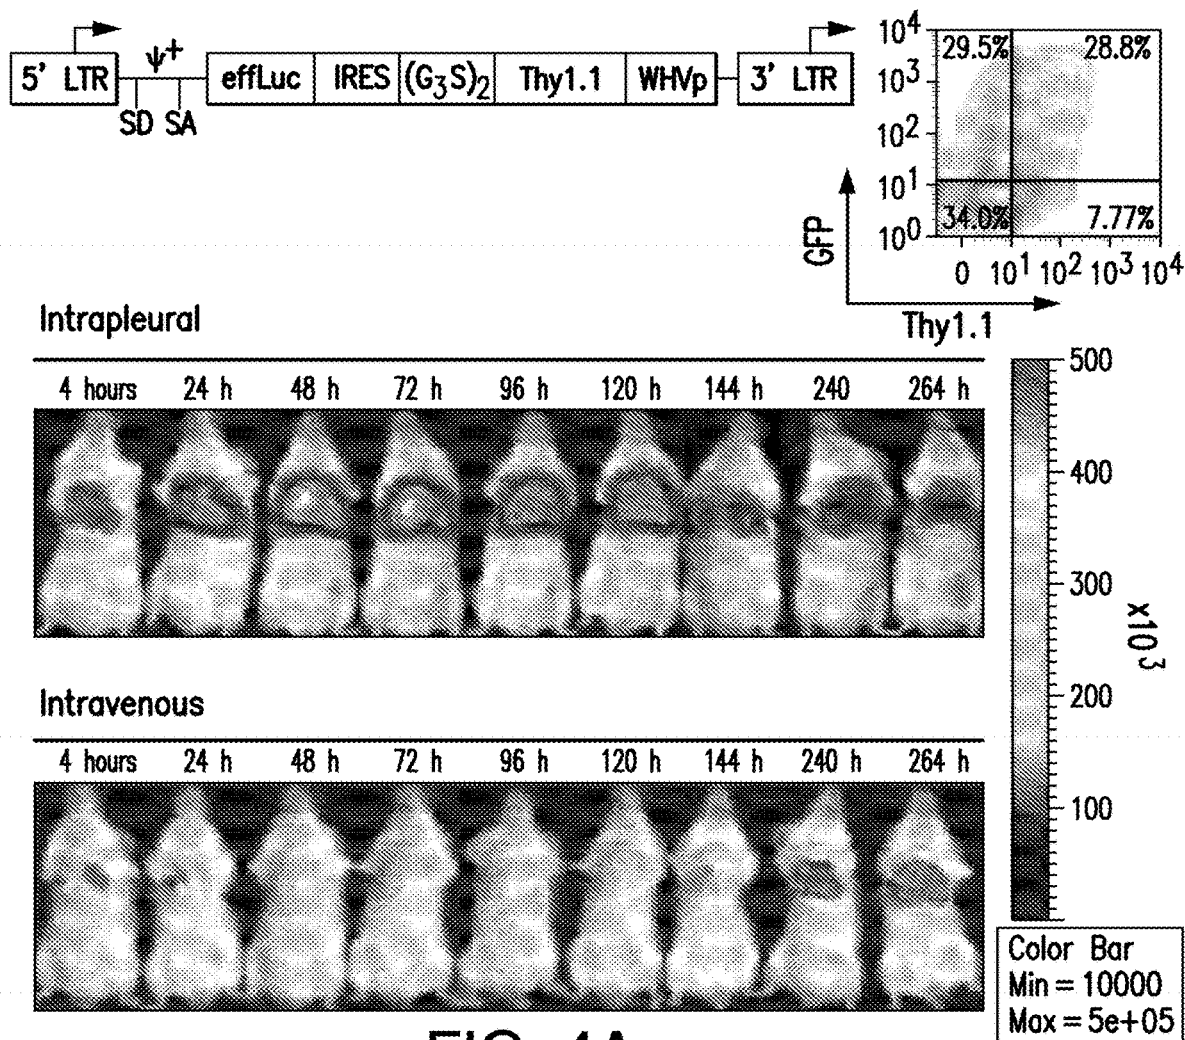 5' LTR
ψ+
SD SA
effLuc IRES (G3S)2 Thy1.1 WHVp
3' LTR
10^4
10^3
10^2
10^1
10^0
29.5% 28.8%
34.0% 7.77%
0 10^1 10^2 10^3 10^4
GFP
Thy1.1
Intrapleural
4 hours 24 h 48 h 72 h 96 h 120 h 144 h 240 264 h
Intravenous
4 hours 24 h 48 h 72 h 96 h 120 h 144 h 240 h 264 h
500
400
300
200
100
x10^3
Color Bar
Min = 10000
Max = 5e+05
FIG. 4A